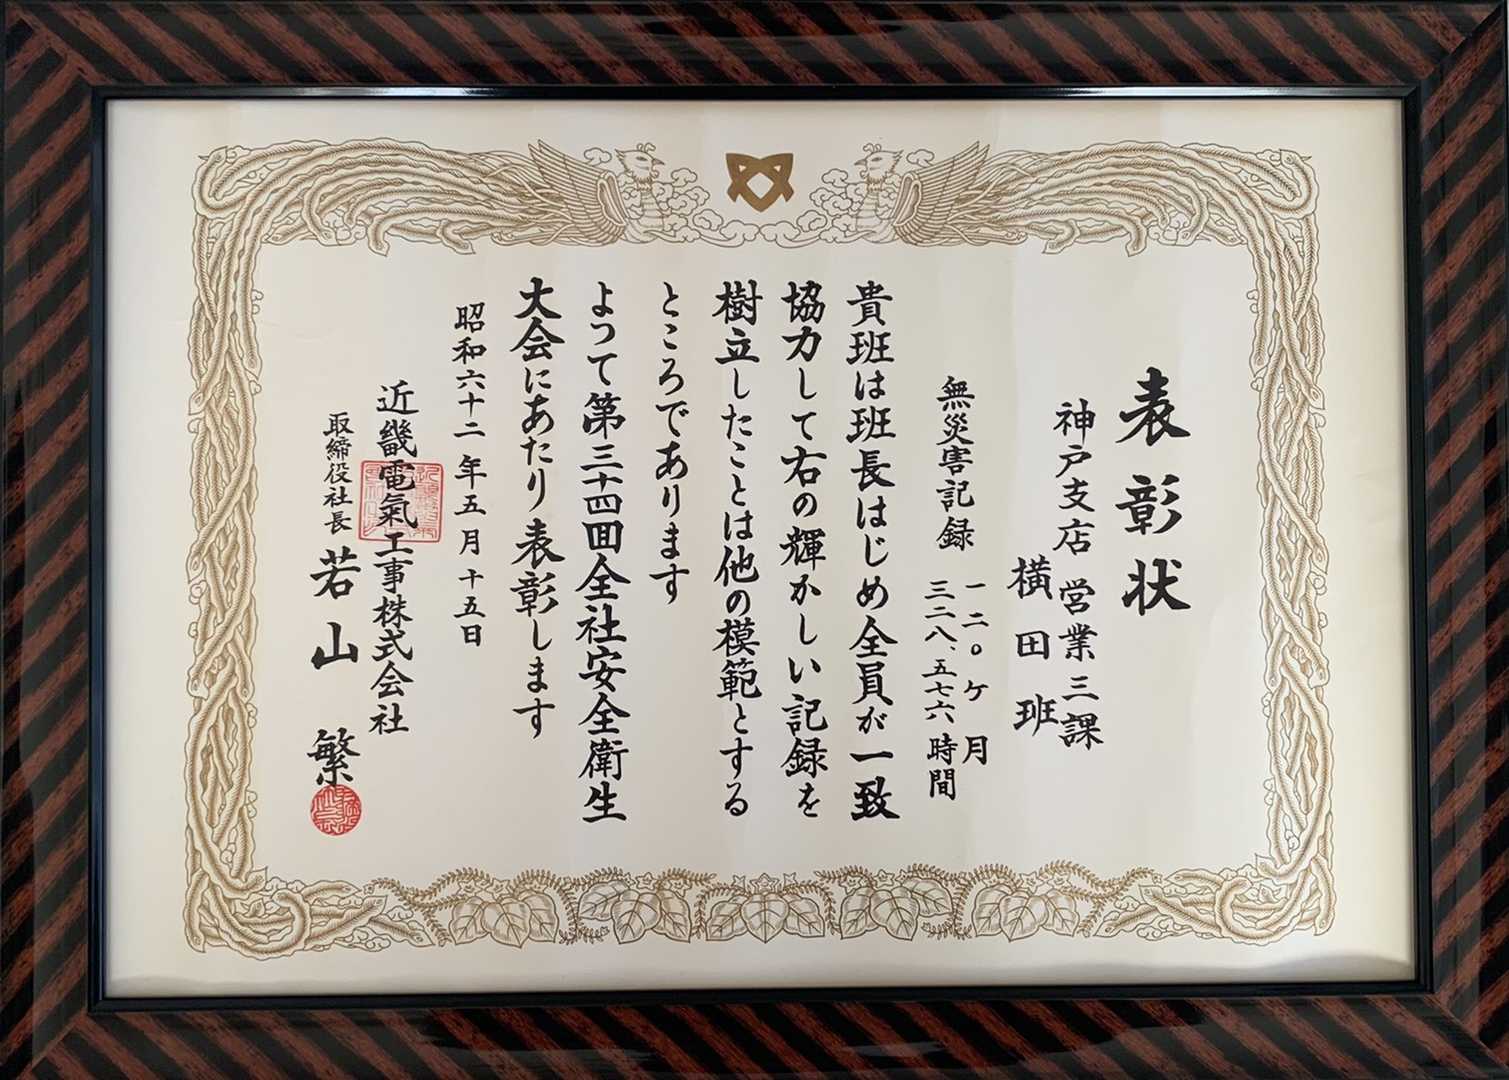 表彰状
神戸支店 営業三課
横田班
無災害記録 一二〇ヶ月
三二八、五七六時間
貴班は班長はじめ全員が一致
協力して右の輝かしい記録を
樹立したことは他の模範とする
ところであります
よって第三十四回全社安全衛生
大会にあたり表彰します
昭和六十二年五月十五日
近畿電氣工事株式会社
取締役社長 若山 繁